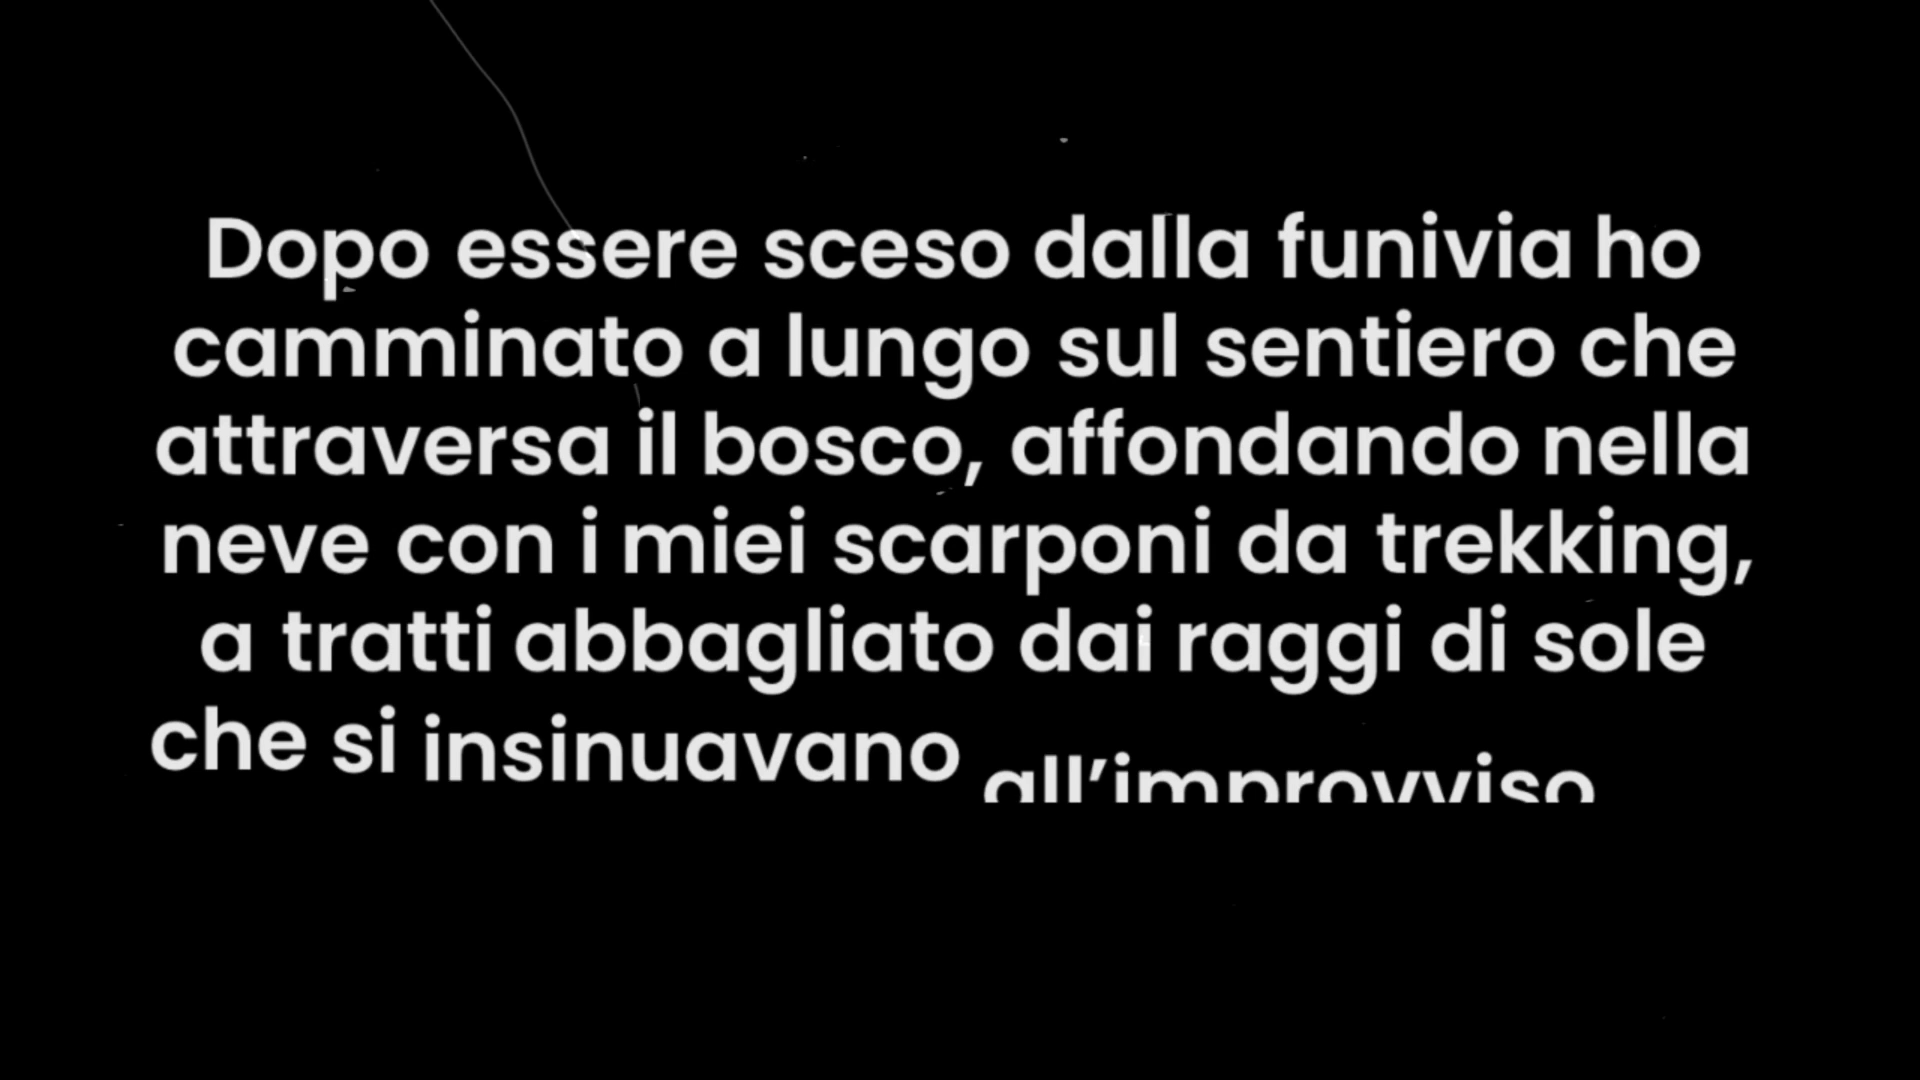 Dopo essere sceso dalla funivia ho
camminato a lungo sul sentiero che
attraversa il bosco, affondando nella
neve con i miei scarponi da trekking,
a tratti abbagliato dai raggi di sole
che si insinuavano all’improvviso